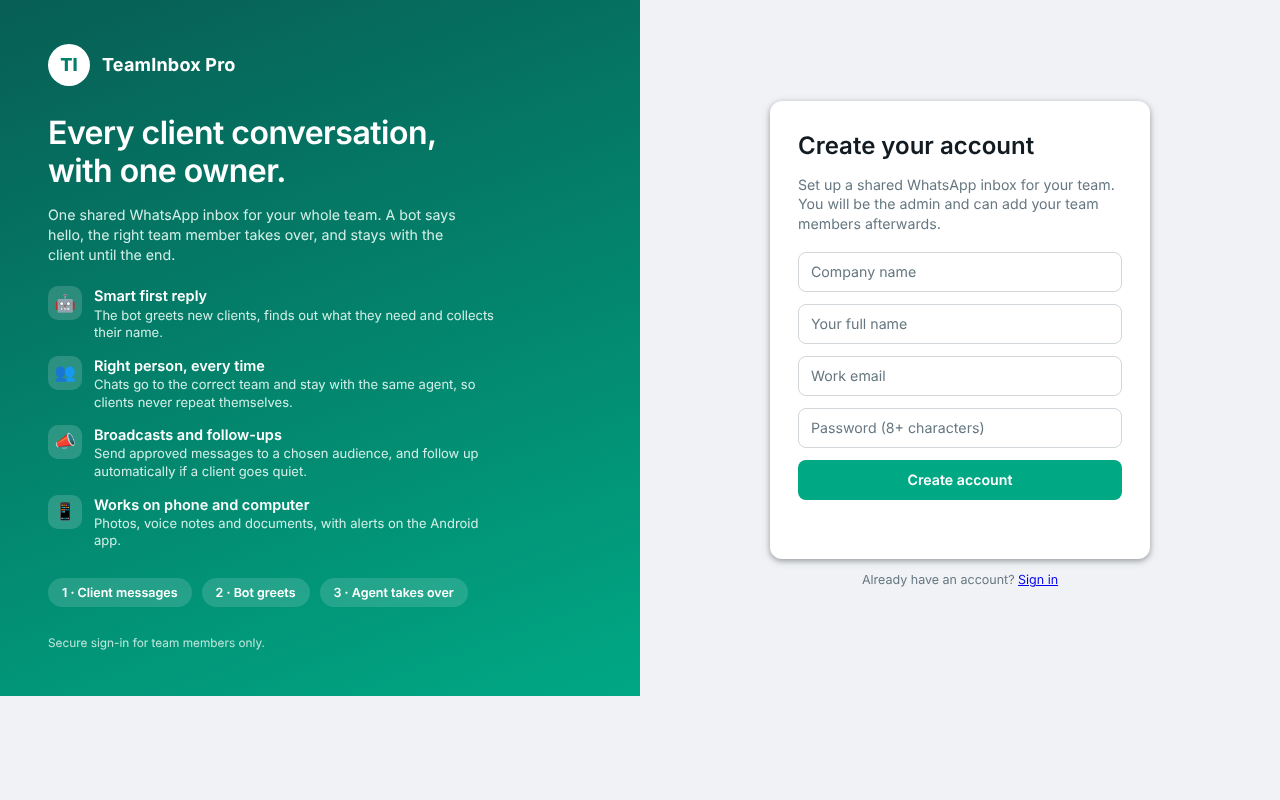 TI
TeamInbox Pro
Every client conversation,
with one owner.
One shared WhatsApp inbox for your whole team. A bot says
hello, the right team member takes over, and stays with the
client until the end.
Smart first reply
The bot greets new clients, finds out what they need and collects
their name.
Right person, every time
Chats go to the correct team and stay with the same agent, so
clients never repeat themselves.
Broadcasts and follow-ups
Send approved messages to a chosen audience, and follow up
automatically if a client goes quiet.
Works on phone and computer
Photos, voice notes and documents, with alerts on the Android
app.
1 · Client messages
2 · Bot greets
3 · Agent takes over
Secure sign-in for team members only.
Create your account
Set up a shared WhatsApp inbox for your team.
You will be the admin and can add your team
members afterwards.
Company name
Your full name
Work email
Password (8+ characters)
Create account
Already have an account? Sign in